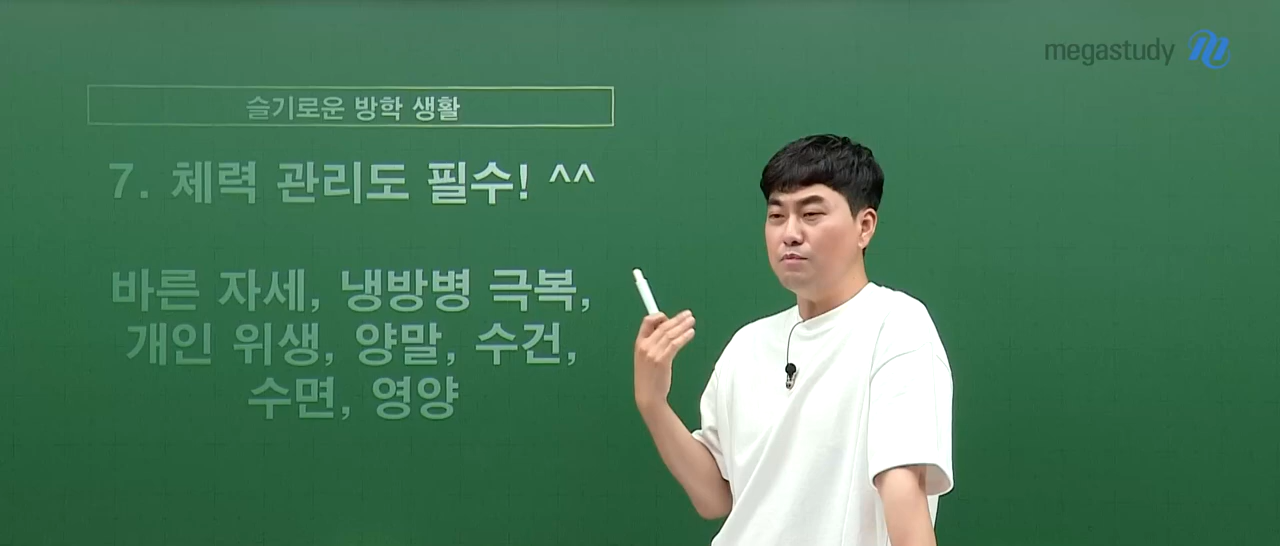 megastudy
슬기로운 방학 생활
7. 체력 관리도 필수! ^^
바른 자세, 냉방병 극복,
개인 위생, 양말, 수건,
수면, 영양